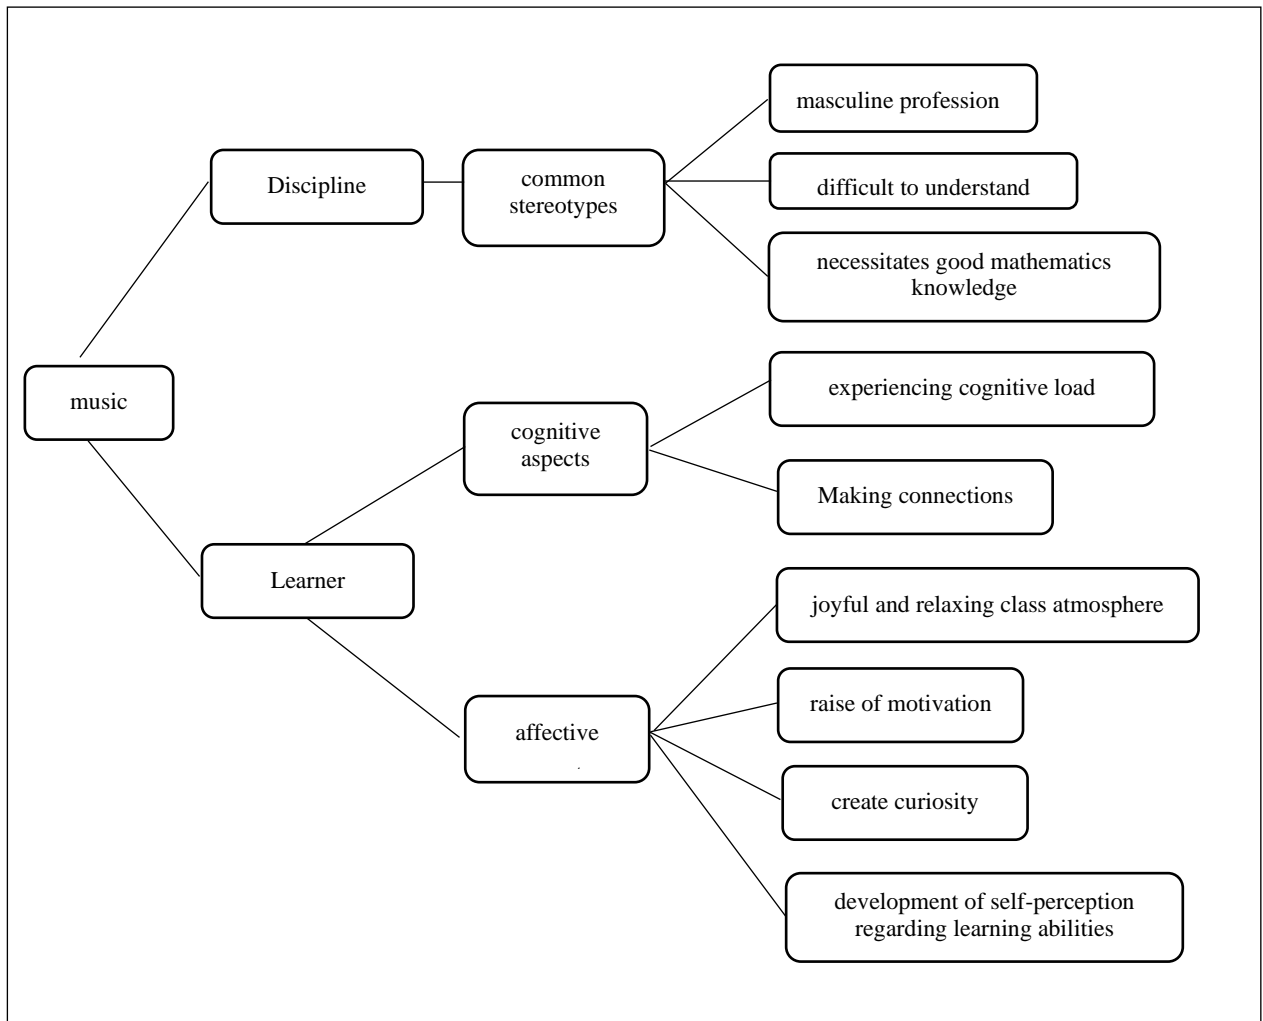 masculine profession
Discipline
common
stereotypes
difficult to understand
necessitates good mathematics
knowledge
music
cognitive
aspects
experiencing cognitive load
Making connections
Learner
joyful and relaxing class atmosphere
affective
raise of motivation
create curiosity
development of self-perception
regarding learning abilities